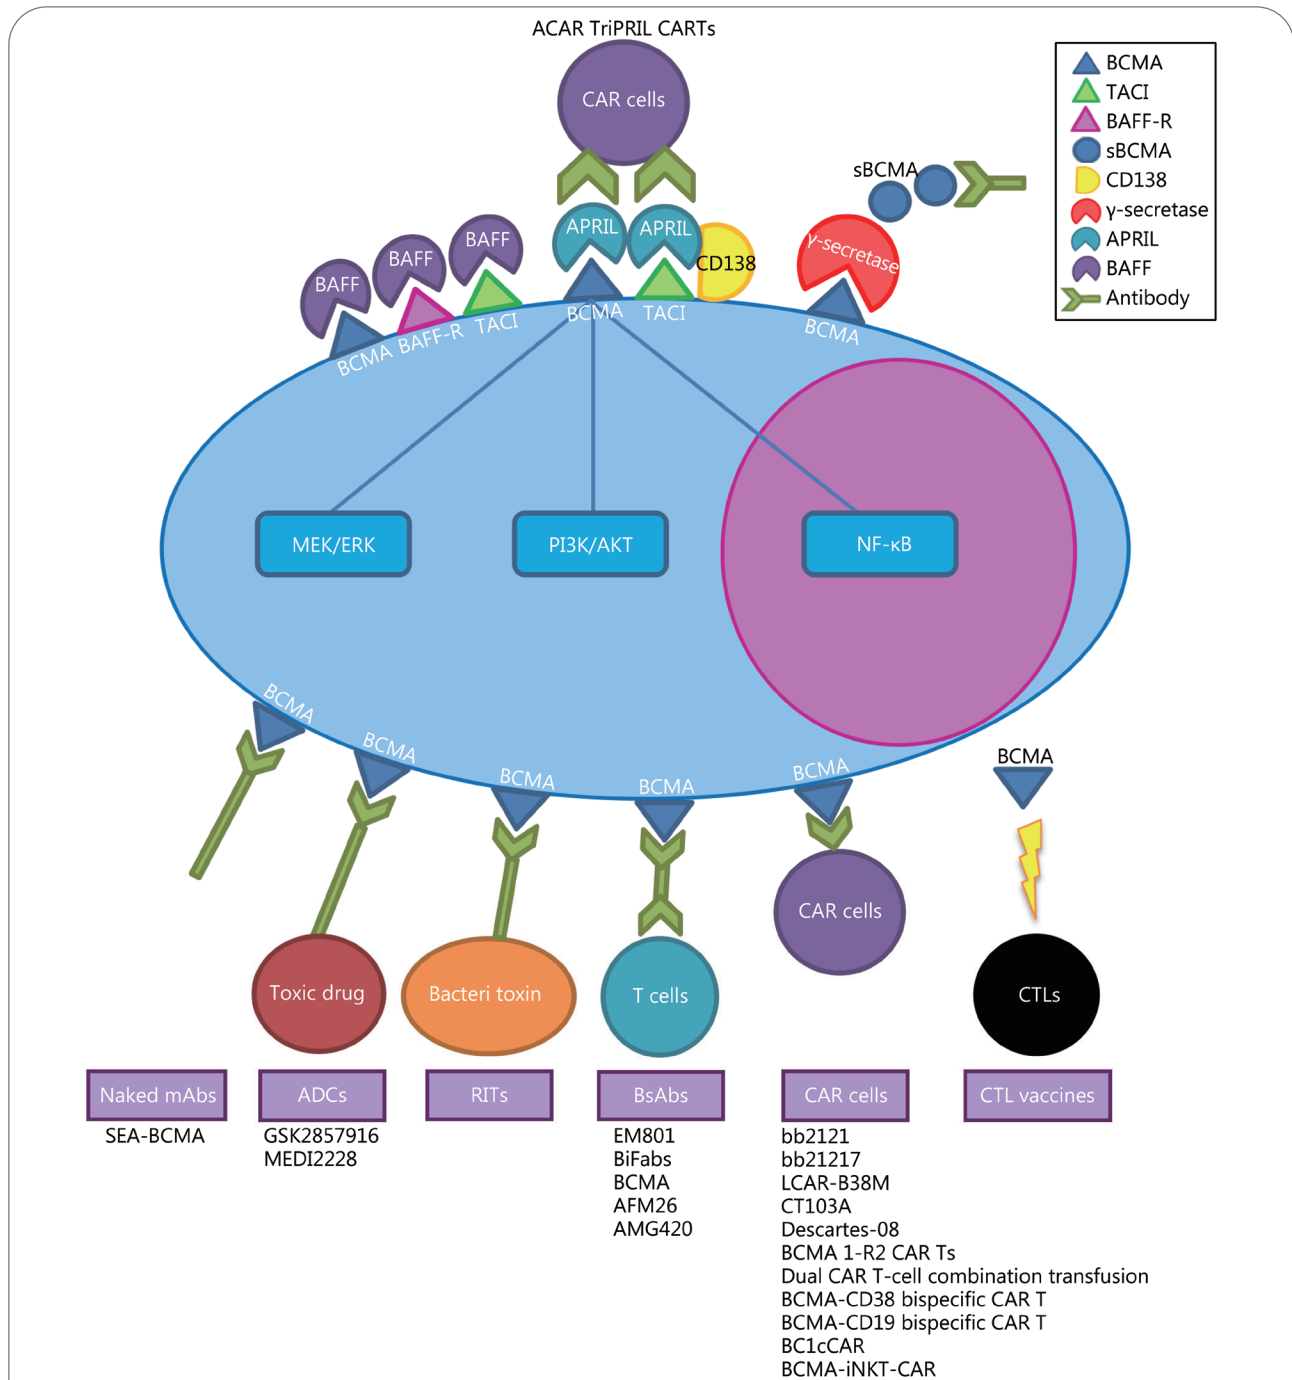 ACAR TriPRIL CARTs
CAR cells
BCMA
TACI
BAFF-R
sBCMA
CD138
γ-secretase
APRIL
BAFF
Antibody
sBCMA
BAFF
BAFF
BAFF
APRIL
APRIL
CD138
γ-secretase
BCMA
BAFF-R
TACI
BCMA
TACI
BCMA
MEK/ERK
PI3K/AKT
NF-κB
BCMA
BCMA
BCMA
BCMA
BCMA
BCMA
CAR cells
Toxic drug
Bacteri toxin
T cells
CTLs
Naked mAbs
ADCs
RITs
BsAbs
CAR cells
CTL vaccines
SEA-BCMA
GSK2857916
MEDI2228
EM801
BiFabs
BCMA
AFM26
AMG420
bb2121
bb21217
LCAR-B38M
CT103A
Descartes-08
BCMA 1-R2 CAR Ts
Dual CAR T-cell combination transfusion
BCMA-CD38 bispecific CAR T
BCMA-CD19 bispecific CAR T
BC1cCAR
BCMA-iNKT-CAR